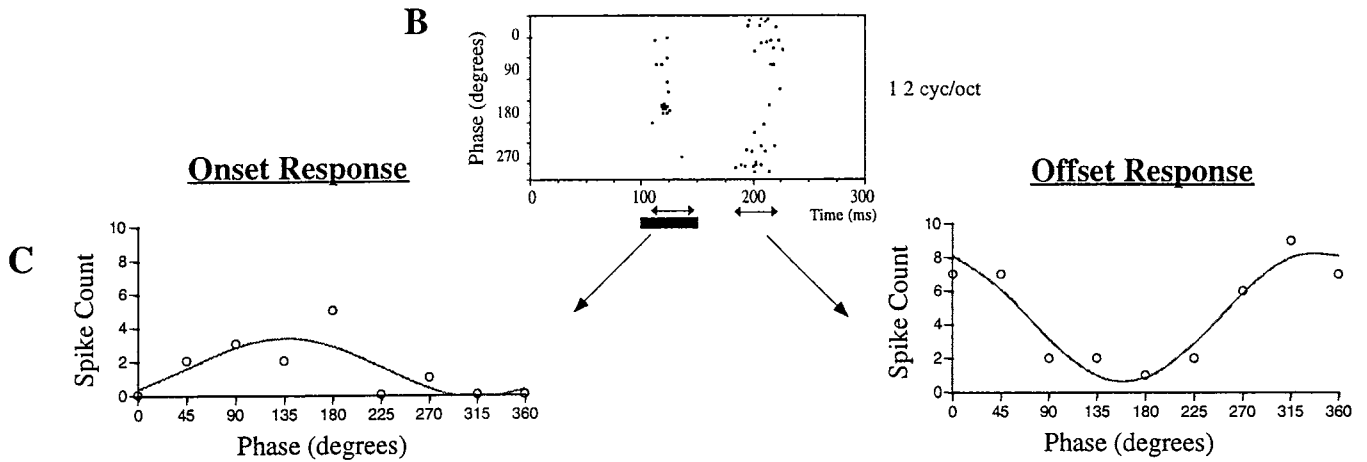 B
Phase (degrees)
0
90
180
270
1 2 cyc/oct
0 100 200 300
Time (ms)
Onset Response
Offset Response
C
Spike Count
10
8
6
4
2
0
0 45 90 135 180 225 270 315 360
Phase (degrees)
Spike Count
10
8
6
4
2
0
0 45 90 135 180 225 270 315 360
Phase (degrees)